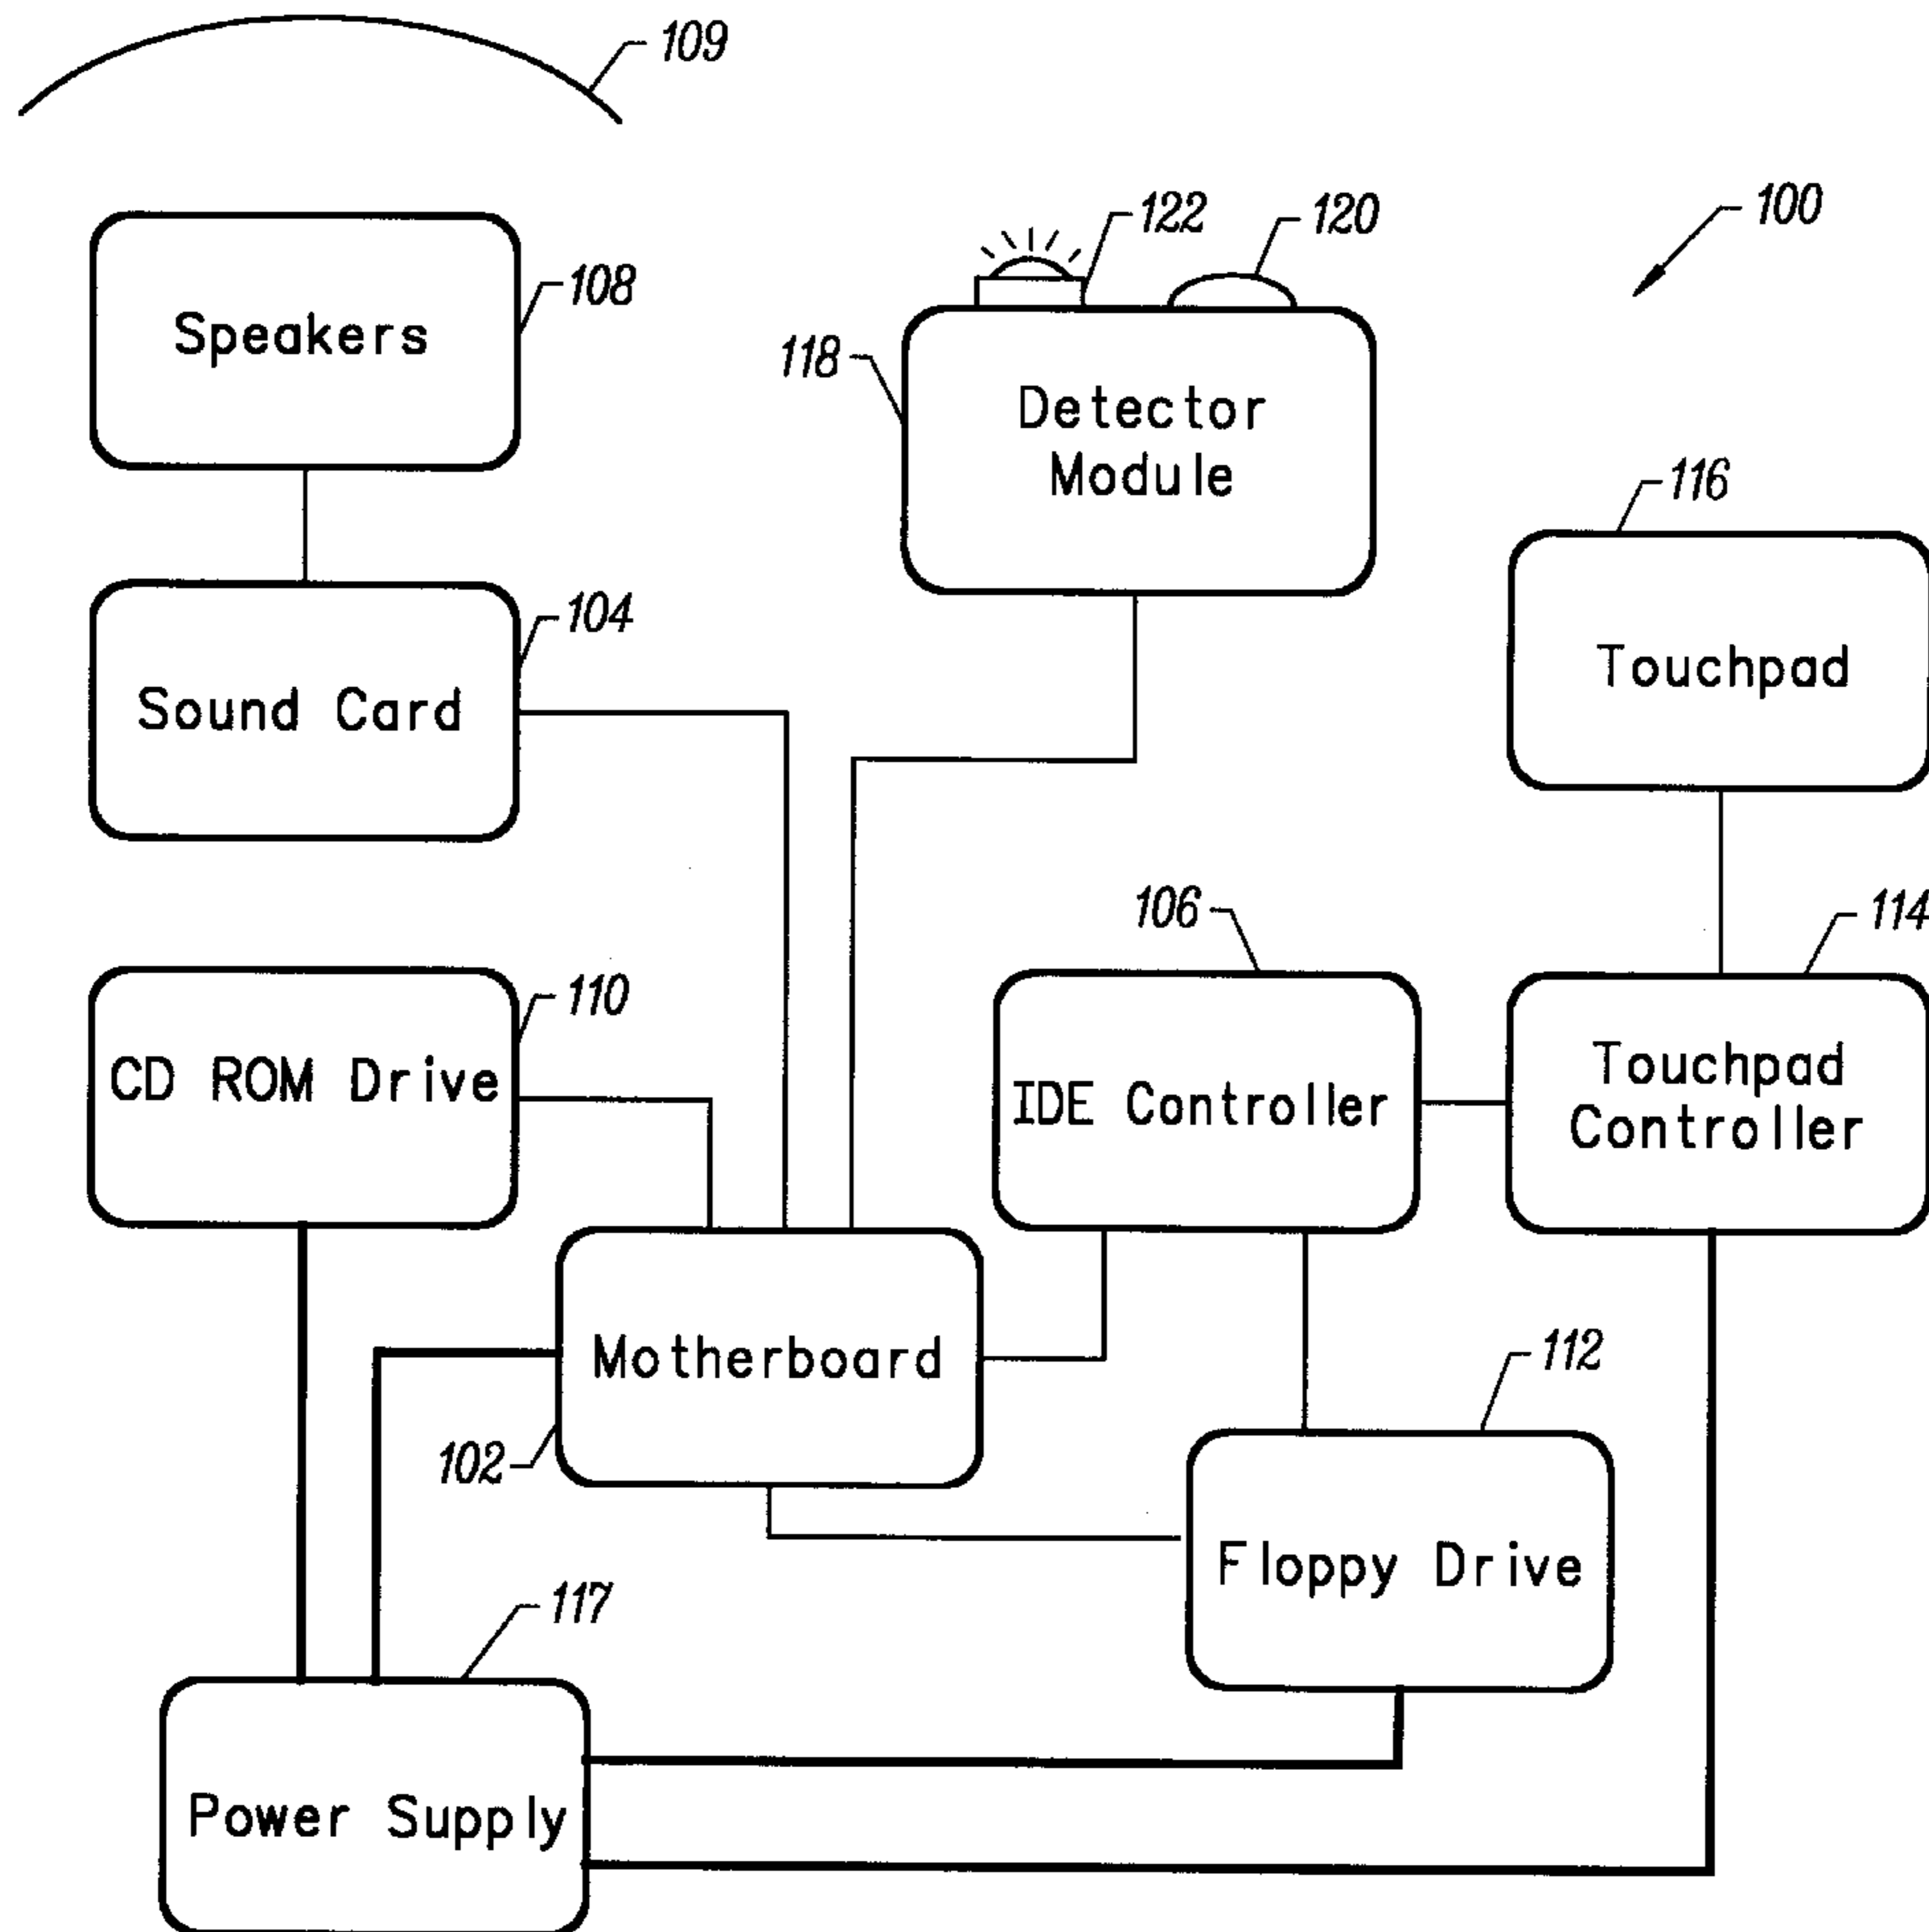 109
122
120
100
108
Speakers
118
Detector
Module
116
104
Touchpad
Sound Card
106
114
110
CD ROM Drive
IDE Controller
Touchpad
Controller
Motherboard
112
102
Floppy Drive
117
Power Supply